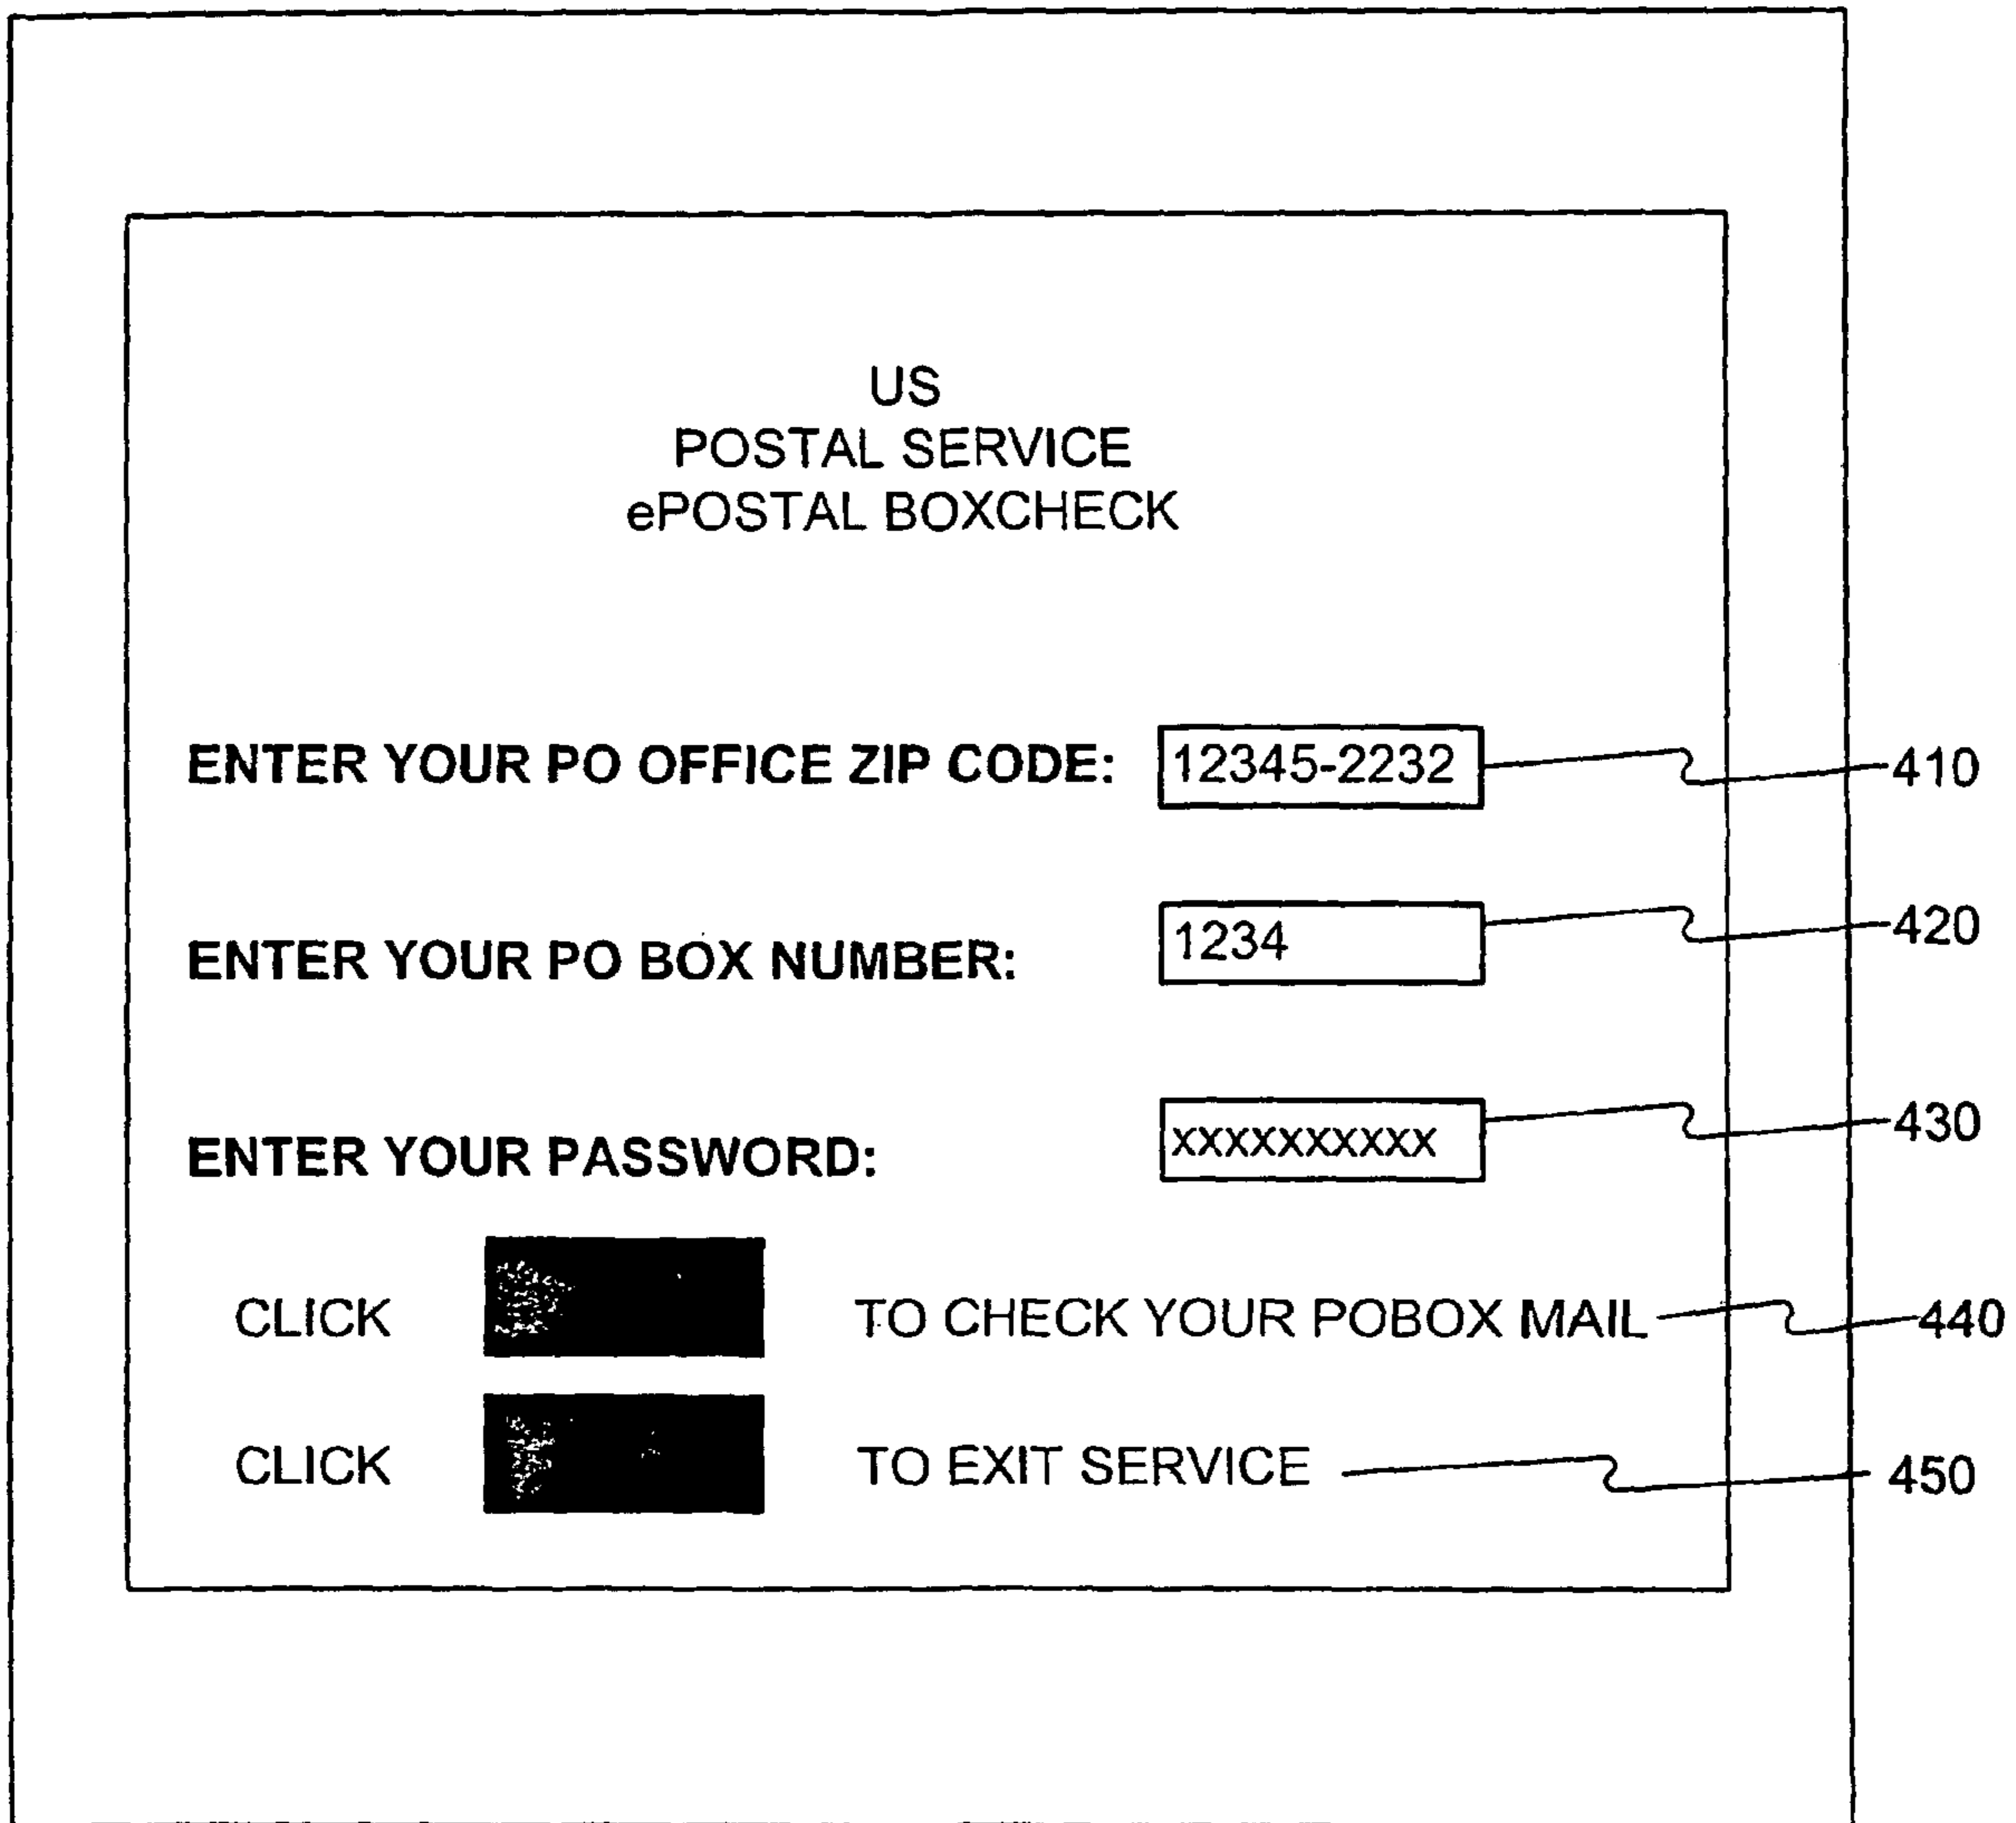 US
POSTAL SERVICE
ePOSTAL BOXCHECK
ENTER YOUR PO OFFICE ZIP CODE: 12345-2232 410
ENTER YOUR PO BOX NUMBER: 1234 420
ENTER YOUR PASSWORD: xxxxxxxxxx 430
CLICK TO CHECK YOUR POBOX MAIL 440
CLICK TO EXIT SERVICE 450